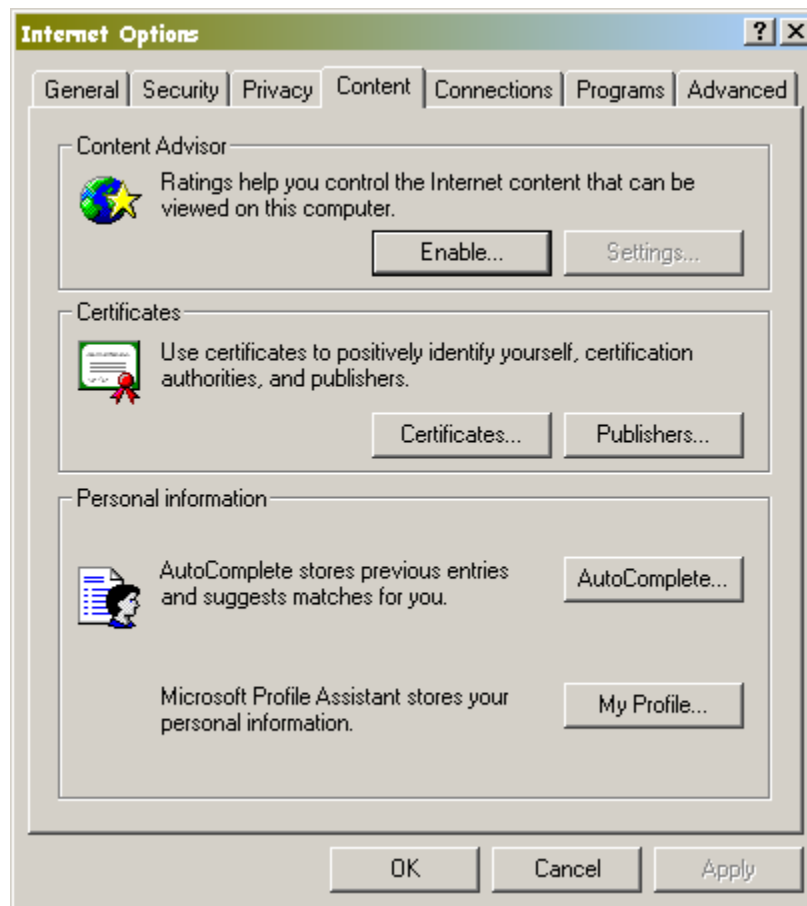 Internet Options
General Security Privacy Content Connections Programs Advanced
Content Advisor
Ratings help you control the Internet content that can be
viewed on this computer.
Enable... Settings...
Certificates
Use certificates to positively identify yourself, certification
authorities, and publishers.
Certificates... Publishers...
Personal information
AutoComplete stores previous entries
and suggests matches for you.
AutoComplete...
Microsoft Profile Assistant stores your
personal information.
My Profile...
OK Cancel Apply